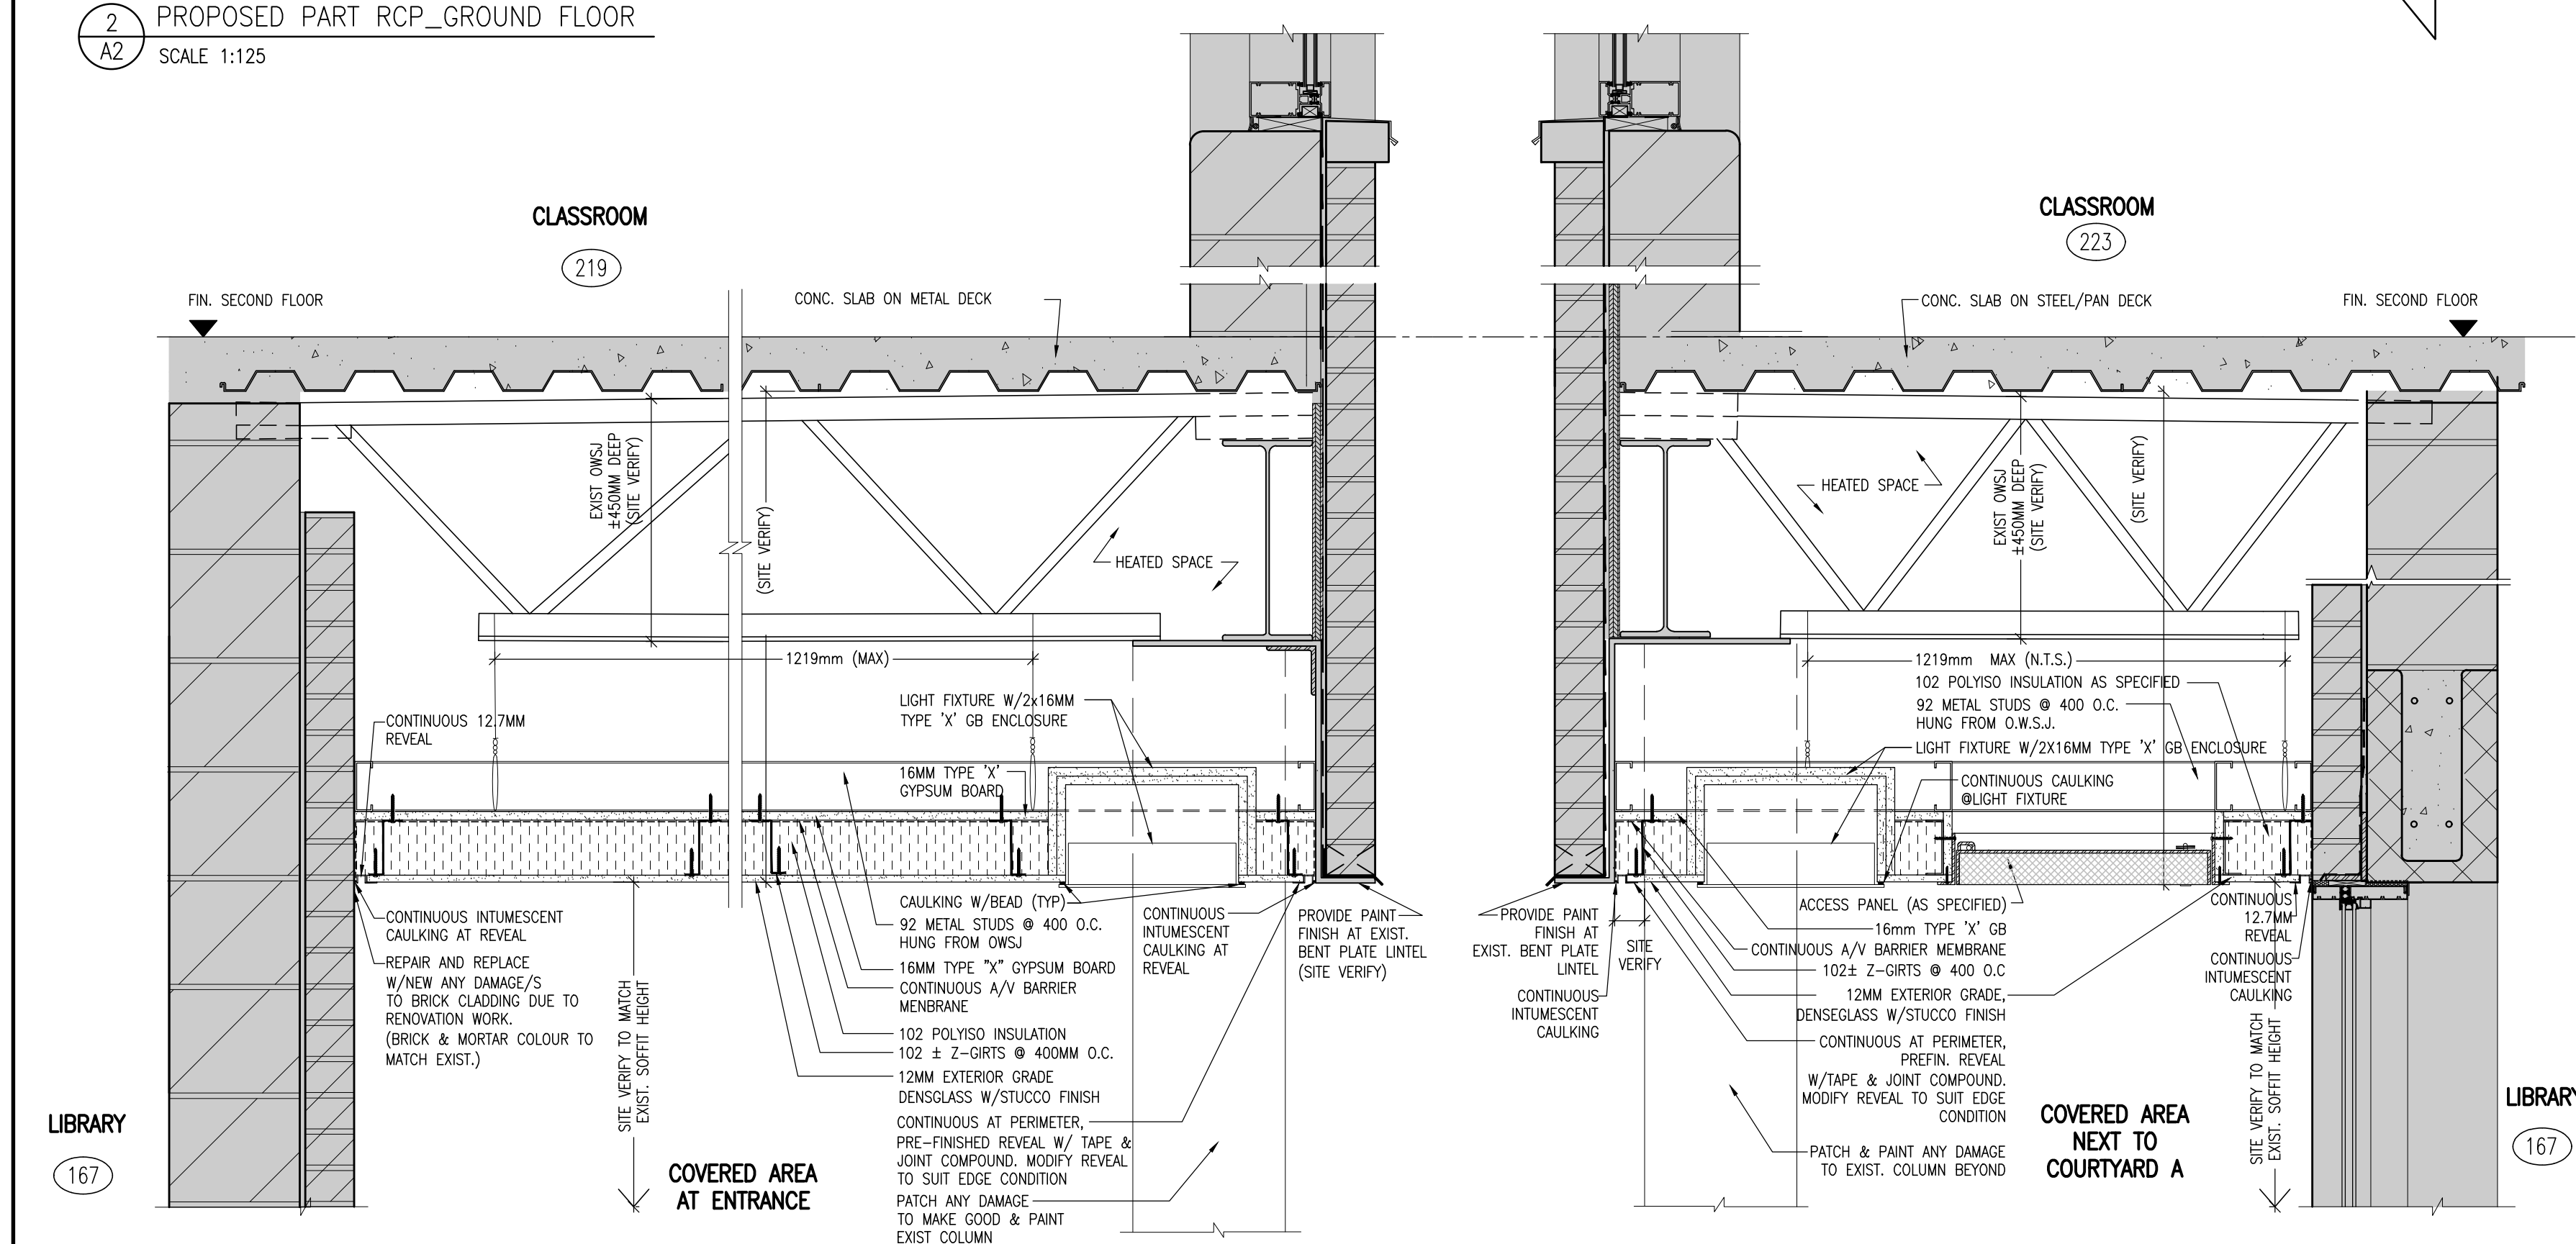 2
A2
PROPOSED PART RCP_GROUND FLOOR
SCALE 1:125
CLASSROOM
219
FIN. SECOND FLOOR
CONC. SLAB ON METAL DECK
EXIST OWSJ
±450MM DEEP
(SITE VERIFY)
(SITE VERIFY)
HEATED SPACE
1219mm (MAX)
LIGHT FIXTURE W/2x16MM
TYPE 'X' GB ENCLOSURE
CONTINUOUS 12.7MM
REVEAL
16MM TYPE 'X'
GYPSUM BOARD
CONTINUOUS INTUMESCENT
CAULKING AT REVEAL
REPAIR AND REPLACE
W/NEW ANY DAMAGE/S
TO BRICK CLADDING DUE TO
RENOVATION WORK.
(BRICK & MORTAR COLOUR TO
MATCH EXIST.)
SITE VERIFY TO MATCH
EXIST. SOFFIT HEIGHT
CAULKING W/BEAD (TYP)
92 METAL STUDS @ 400 O.C.
HUNG FROM OWSJ
16MM TYPE "X" GYPSUM BOARD
CONTINUOUS A/V BARRIER
MENBRANE
102 POLYISO INSULATION
102 ± Z-GIRTS @ 400MM O.C.
12MM EXTERIOR GRADE
DENSGLASS W/STUCCO FINISH
CONTINUOUS AT PERIMETER,
PRE-FINISHED REVEAL W/ TAPE &
JOINT COMPOUND. MODIFY REVEAL
TO SUIT EDGE CONDITION
PATCH ANY DAMAGE
TO MAKE GOOD & PAINT
EXIST COLUMN
CONTINUOUS
INTUMESCENT
CAULKING AT
REVEAL
PROVIDE PAINT
FINISH AT EXIST.
BENT PLATE LINTEL
(SITE VERIFY)
LIBRARY
167
COVERED AREA
AT ENTRANCE
CLASSROOM
223
CONC. SLAB ON STEEL/PAN DECK
FIN. SECOND FLOOR
HEATED SPACE
EXIST OWSJ
±450MM DEEP
(SITE VERIFY)
(SITE VERIFY)
1219mm MAX (N.T.S.)
102 POLYISO INSULATION AS SPECIFIED
92 METAL STUDS @ 400 O.C.
HUNG FROM O.W.S.J.
LIGHT FIXTURE W/2X16MM TYPE 'X' GB ENCLOSURE
CONTINUOUS CAULKING
@LIGHT FIXTURE
PROVIDE PAINT
FINISH AT
EXIST. BENT PLATE
LINTEL
SITE
VERIFY
CONTINUOUS
INTUMESCENT
CAULKING
ACCESS PANEL (AS SPECIFIED)
16mm TYPE 'X' GB
CONTINUOUS A/V BARRIER MEMBRANE
102± Z-GIRTS @ 400 O.C
12MM EXTERIOR GRADE,
DENSEGLASS W/STUCCO FINISH
CONTINUOUS AT PERIMETER,
PREFIN. REVEAL
W/TAPE & JOINT COMPOUND.
MODIFY REVEAL TO SUIT EDGE
CONDITION
PATCH & PAINT ANY DAMAGE
TO EXIST. COLUMN BEYOND
CONTINUOUS
12.7MM
REVEAL
CONTINUOUS
INTUMESCENT
CAULKING
SITE VERIFY TO MATCH
EXIST. SOFFIT HEIGHT
COVERED AREA
NEXT TO
COURTYARD A
LIBRARY
167